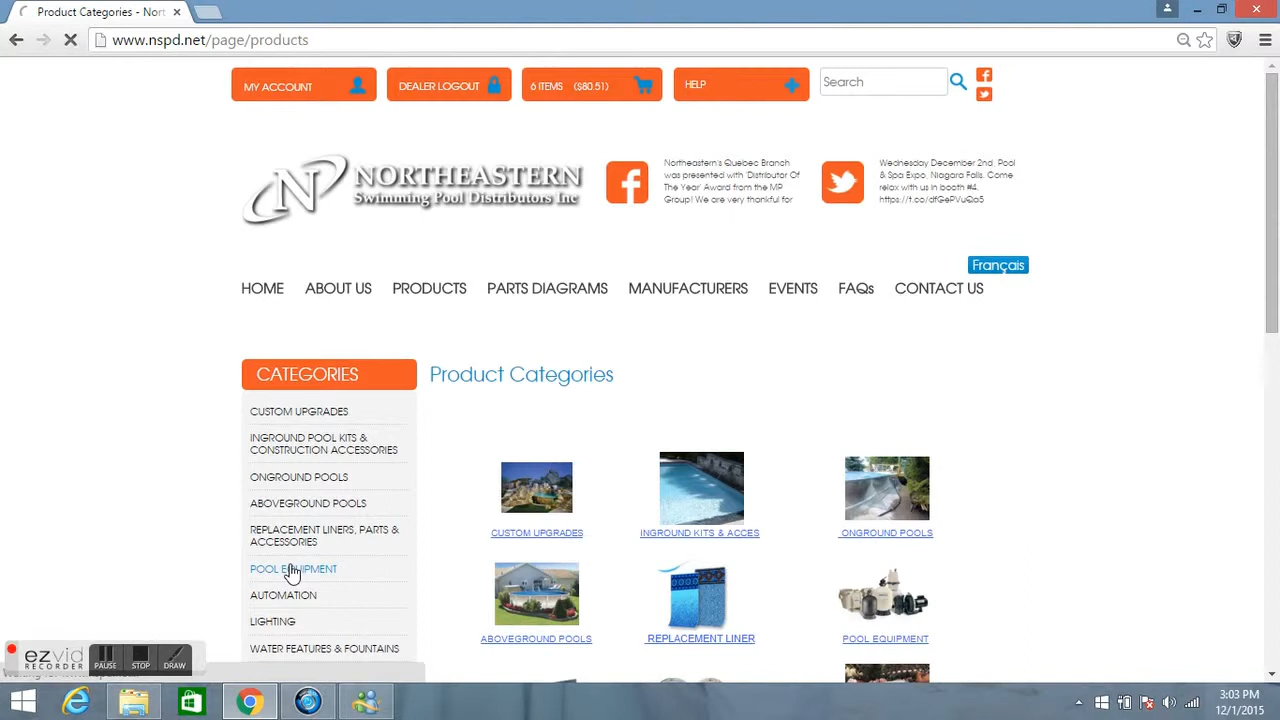 Product Categories - Nort
www.nspd.net/page/products
MY ACCOUNT
DEALER LOGOUT
6 ITEMS ($80.51)
HELP
Search
NORTHEASTERN
Swimming Pool Distributors Inc
Northeastern's Quebec Branch
was presented with 'Distributor Of
The Year' Award from the MP
Group! We are very thankful for
Wednesday December 2nd, Pool
& Spa Expo, Niagara Falls. Come
relax with us in booth #4.
https://t.co/dfGePVuQio5
Français
HOME
ABOUT US
PRODUCTS
PARTS DIAGRAMS
MANUFACTURERS
EVENTS
FAQs
CONTACT US
CATEGORIES
CUSTOM UPGRADES
INGROUND POOL KITS &
CONSTRUCTION ACCESSORIES
ONGROUND POOLS
ABOVEGROUND POOLS
REPLACEMENT LINERS, PARTS &
ACCESSORIES
POOL EQUIPMENT
AUTOMATION
LIGHTING
WATER FEATURES & FOUNTAINS
Product Categories
CUSTOM UPGRADES
INGROUND KITS & ACCES
ONGROUND POOLS
ABOVEGROUND POOLS
REPLACEMENT LINER
POOL EQUIPMENT
ezvid
RECORDER
PAUSE
STOP
DRAW
3:03 PM
12/1/2015